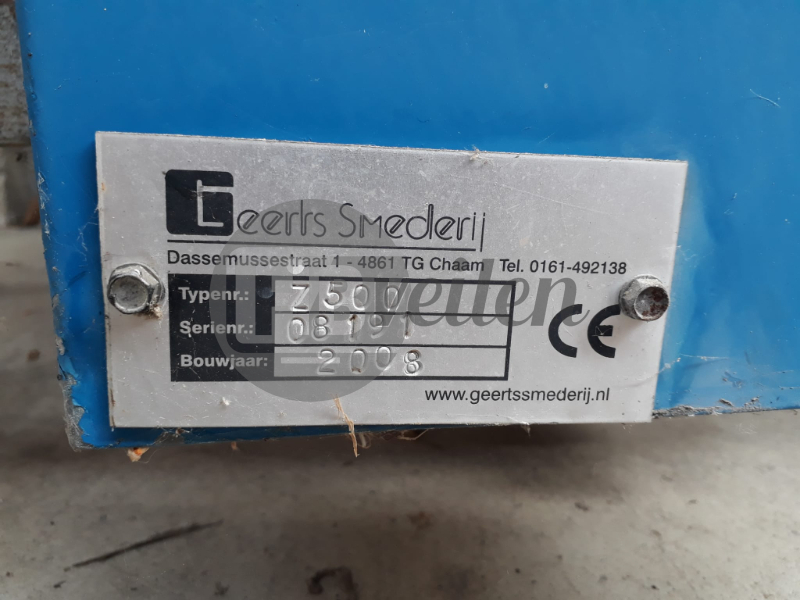 Geerts Smederij
Dassemussestraat 1 - 4861 TG Chaam Tel. 0161-492138
Typenr.: Z500
Serienr.: 08191
Bouwjaar: 2008
CE
www.geertssmederij.nl